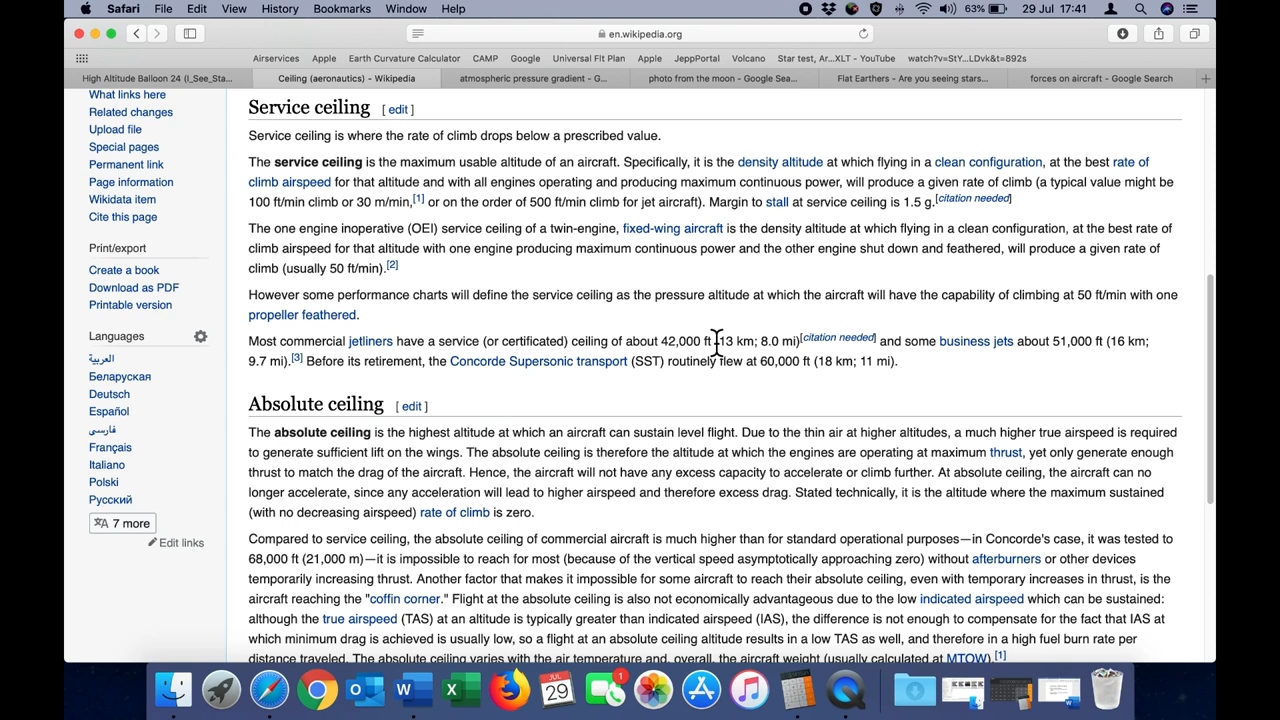 Safari File Edit View History Bookmarks Window Help 63% 29 Jul 17:41
en.wikipedia.org
Airservices Apple Earth Curvature Calculator CAMP Google Universal Flt Plan Apple JeppPortal Volcano Star test, Ar...XLT - YouTube watch?v=StY...LDvk&t=892s
High Altitude Balloon 24 (I_See_Sta... Ceiling (aeronautics) - Wikipedia atmospheric pressure gradient - G... photo from the moon - Google Sea... Flat Earthers - Are you seeing stars... forces on aircraft - Google Search
What links here
Related changes
Upload file
Special pages
Permanent link
Page information
Wikidata item
Cite this page
Print/export
Create a book
Download as PDF
Printable version
Languages
العربية
Беларуская
Deutsch
Español
فارسی
Français
Italiano
Polski
Русский
7 more
Edit links
Service ceiling [ edit ]
Service ceiling is where the rate of climb drops below a prescribed value.
The service ceiling is the maximum usable altitude of an aircraft. Specifically, it is the density altitude at which flying in a clean configuration, at the best rate of
climb airspeed for that altitude and with all engines operating and producing maximum continuous power, will produce a given rate of climb (a typical value might be
100 ft/min climb or 30 m/min,[1] or on the order of 500 ft/min climb for jet aircraft). Margin to stall at service ceiling is 1.5 g.[citation needed]
The one engine inoperative (OEI) service ceiling of a twin-engine, fixed-wing aircraft is the density altitude at which flying in a clean configuration, at the best rate of
climb airspeed for that altitude with one engine producing maximum continuous power and the other engine shut down and feathered, will produce a given rate of
climb (usually 50 ft/min).[2]
However some performance charts will define the service ceiling as the pressure altitude at which the aircraft will have the capability of climbing at 50 ft/min with one
propeller feathered.
Most commercial jetliners have a service (or certificated) ceiling of about 42,000 ft (13 km; 8.0 mi)[citation needed] and some business jets about 51,000 ft (16 km;
9.7 mi).[3] Before its retirement, the Concorde Supersonic transport (SST) routinely flew at 60,000 ft (18 km; 11 mi).
Absolute ceiling [ edit ]
The absolute ceiling is the highest altitude at which an aircraft can sustain level flight. Due to the thin air at higher altitudes, a much higher true airspeed is required
to generate sufficient lift on the wings. The absolute ceiling is therefore the altitude at which the engines are operating at maximum thrust, yet only generate enough
thrust to match the drag of the aircraft. Hence, the aircraft will not have any excess capacity to accelerate or climb further. At absolute ceiling, the aircraft can no
longer accelerate, since any acceleration will lead to higher airspeed and therefore excess drag. Stated technically, it is the altitude where the maximum sustained
(with no decreasing airspeed) rate of climb is zero.
Compared to service ceiling, the absolute ceiling of commercial aircraft is much higher than for standard operational purposes—in Concorde's case, it was tested to
68,000 ft (21,000 m)—it is impossible to reach for most (because of the vertical speed asymptotically approaching zero) without afterburners or other devices
temporarily increasing thrust. Another factor that makes it impossible for some aircraft to reach their absolute ceiling, even with temporary increases in thrust, is the
aircraft reaching the "coffin corner." Flight at the absolute ceiling is also not economically advantageous due to the low indicated airspeed which can be sustained:
although the true airspeed (TAS) at an altitude is typically greater than indicated airspeed (IAS), the difference is not enough to compensate for the fact that IAS at
which minimum drag is achieved is usually low, so a flight at an absolute ceiling altitude results in a low TAS as well, and therefore in a high fuel burn rate per
distance traveled. The absolute ceiling varies with the air temperature and, overall, the aircraft weight (usually calculated at MTOW).[1]
JUL
29
1